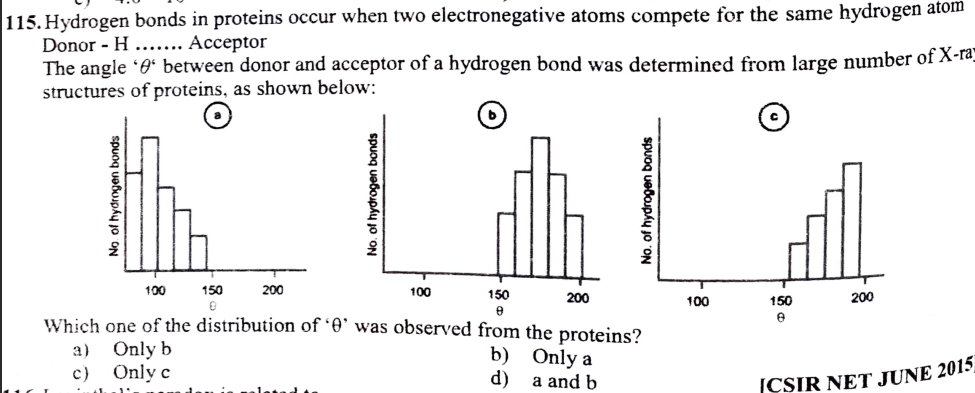 115. Hydrogen bonds in proteins occur when two electronegative atoms compete for the same hydrogen atom
Donor - H ....... Acceptor
The angle ‘θ‘ between donor and acceptor of a hydrogen bond was determined from large number of X-ray
structures of proteins, as shown below:
a
b
c
No. of hydrogen bonds
No. of hydrogen bonds
No. of hydrogen bonds
100 150 200
θ
100 150 200
θ
100 150 200
θ
Which one of the distribution of ‘θ’ was observed from the proteins?
a) Only b
b) Only a
c) Only c
d) a and b
[CSIR NET JUNE 2015]